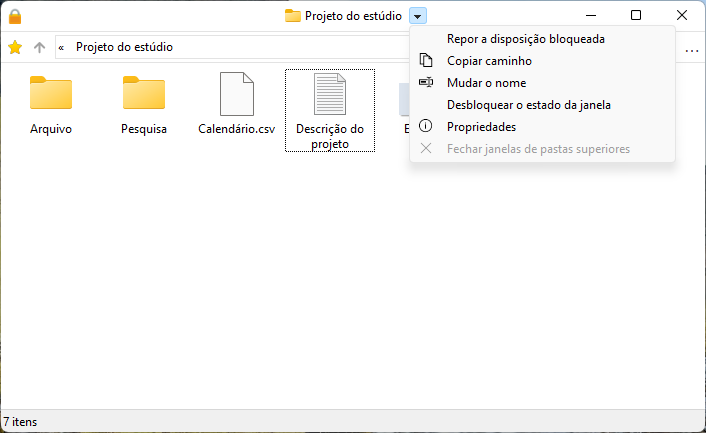 Projeto do estúdio
« Projeto do estúdio
...
Repor a disposição bloqueada
Copiar caminho
Mudar o nome
Desbloquear o estado da janela
Propriedades
Fechar janelas de pastas superiores
Arquivo
Pesquisa
Calendário.csv
Descrição do
projeto
7 itens